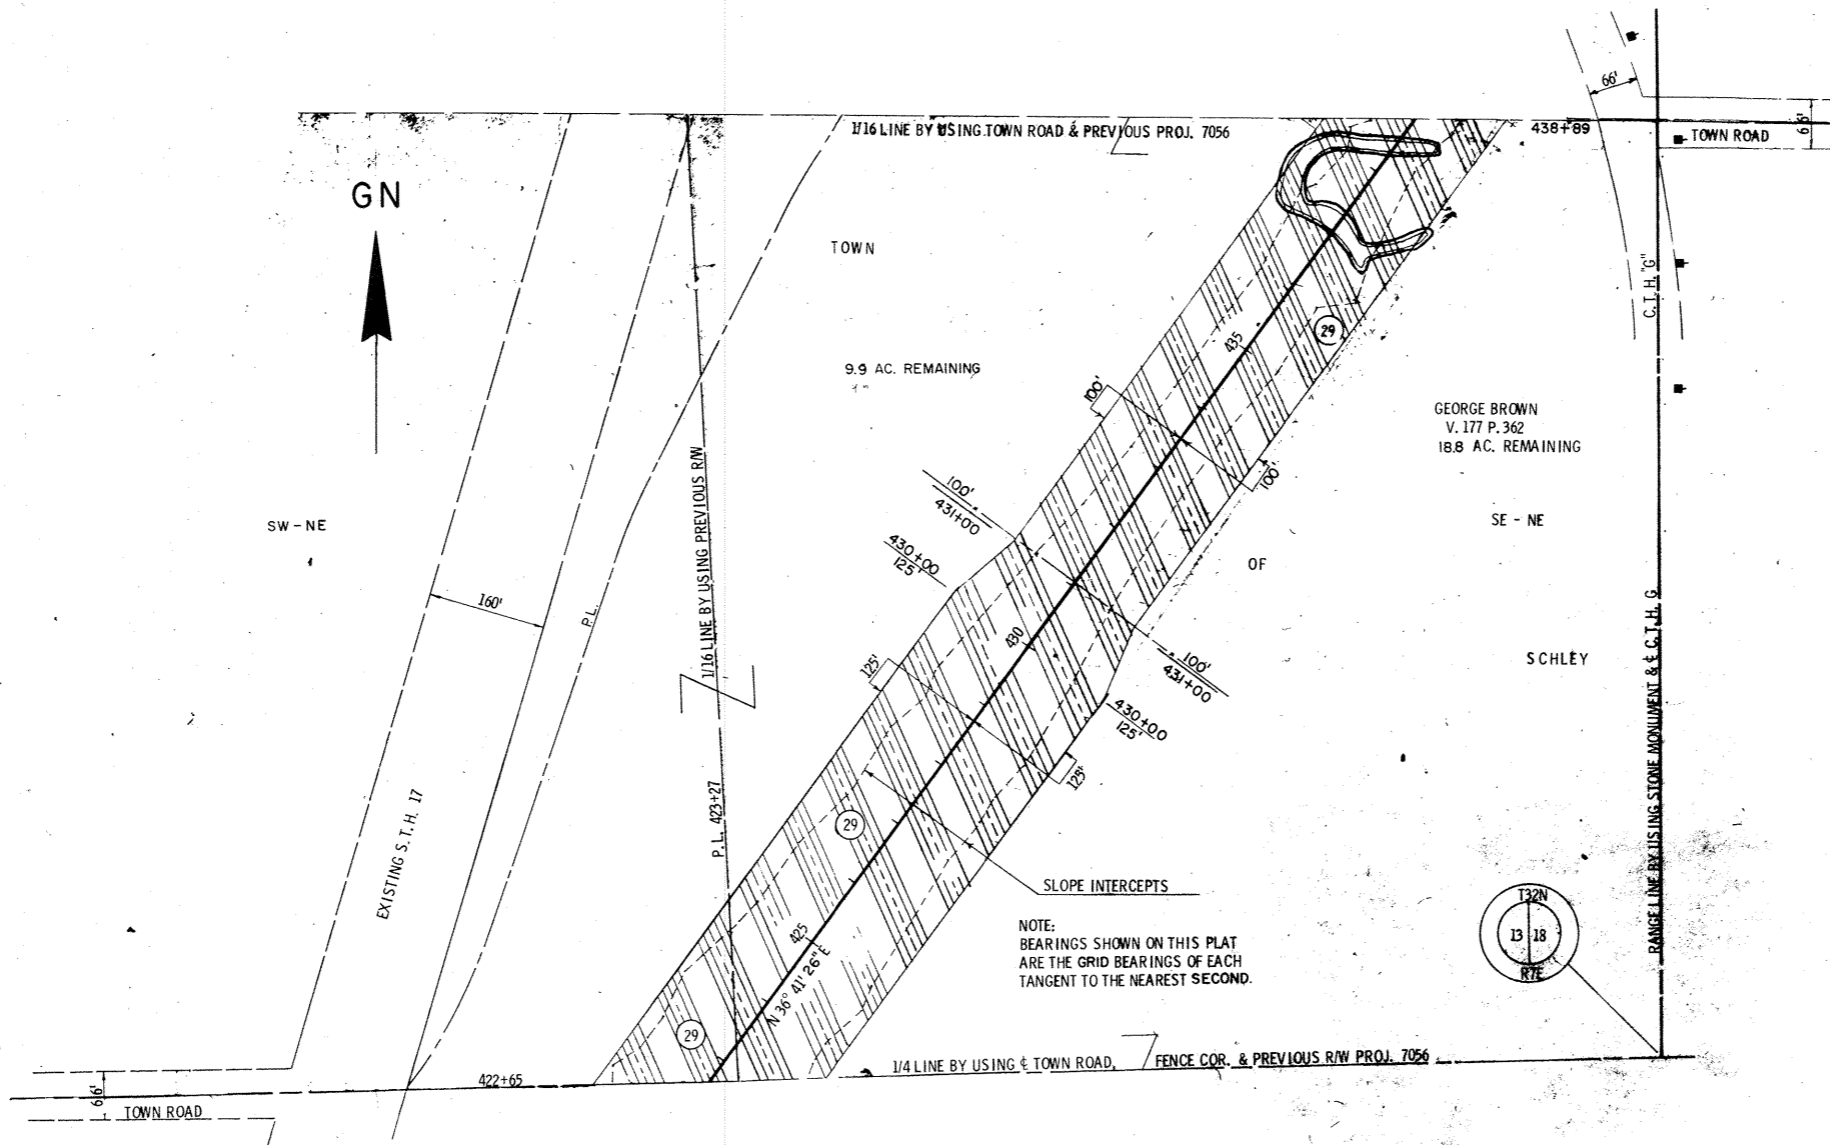 66'
1/16 LINE BY USING TOWN ROAD & PREVIOUS PROJ. 7056
438+89
TOWN ROAD
66'
GN
TOWN
C.T.H. "G"
29
435
9.9 AC. REMAINING
100'
GEORGE BROWN
V. 177 P. 362
18.8 AC. REMAINING
100'
100'
431+00
SW - NE
1/16 LINE BY USING PREVIOUS R/W
SE - NE
430+00
125'
OF
160'
P.L.
430
125'
100'
431+00
SCHLEY
430+00
125'
125'
RANGE LINE BY USING STONE MONUMENT & ℄ C.T.H. G
P.L. 423+27
29
EXISTING S.T.H. 17
SLOPE INTERCEPTS
NOTE:
BEARINGS SHOWN ON THIS PLAT
ARE THE GRID BEARINGS OF EACH
TANGENT TO THE NEAREST SECOND.
T32N
13 18
R7E
425
N 36° 41' 26" E
29
1/4 LINE BY USING ℄ TOWN ROAD, FENCE COR. & PREVIOUS R/W PROJ. 7056
422+65
66'
TOWN ROAD